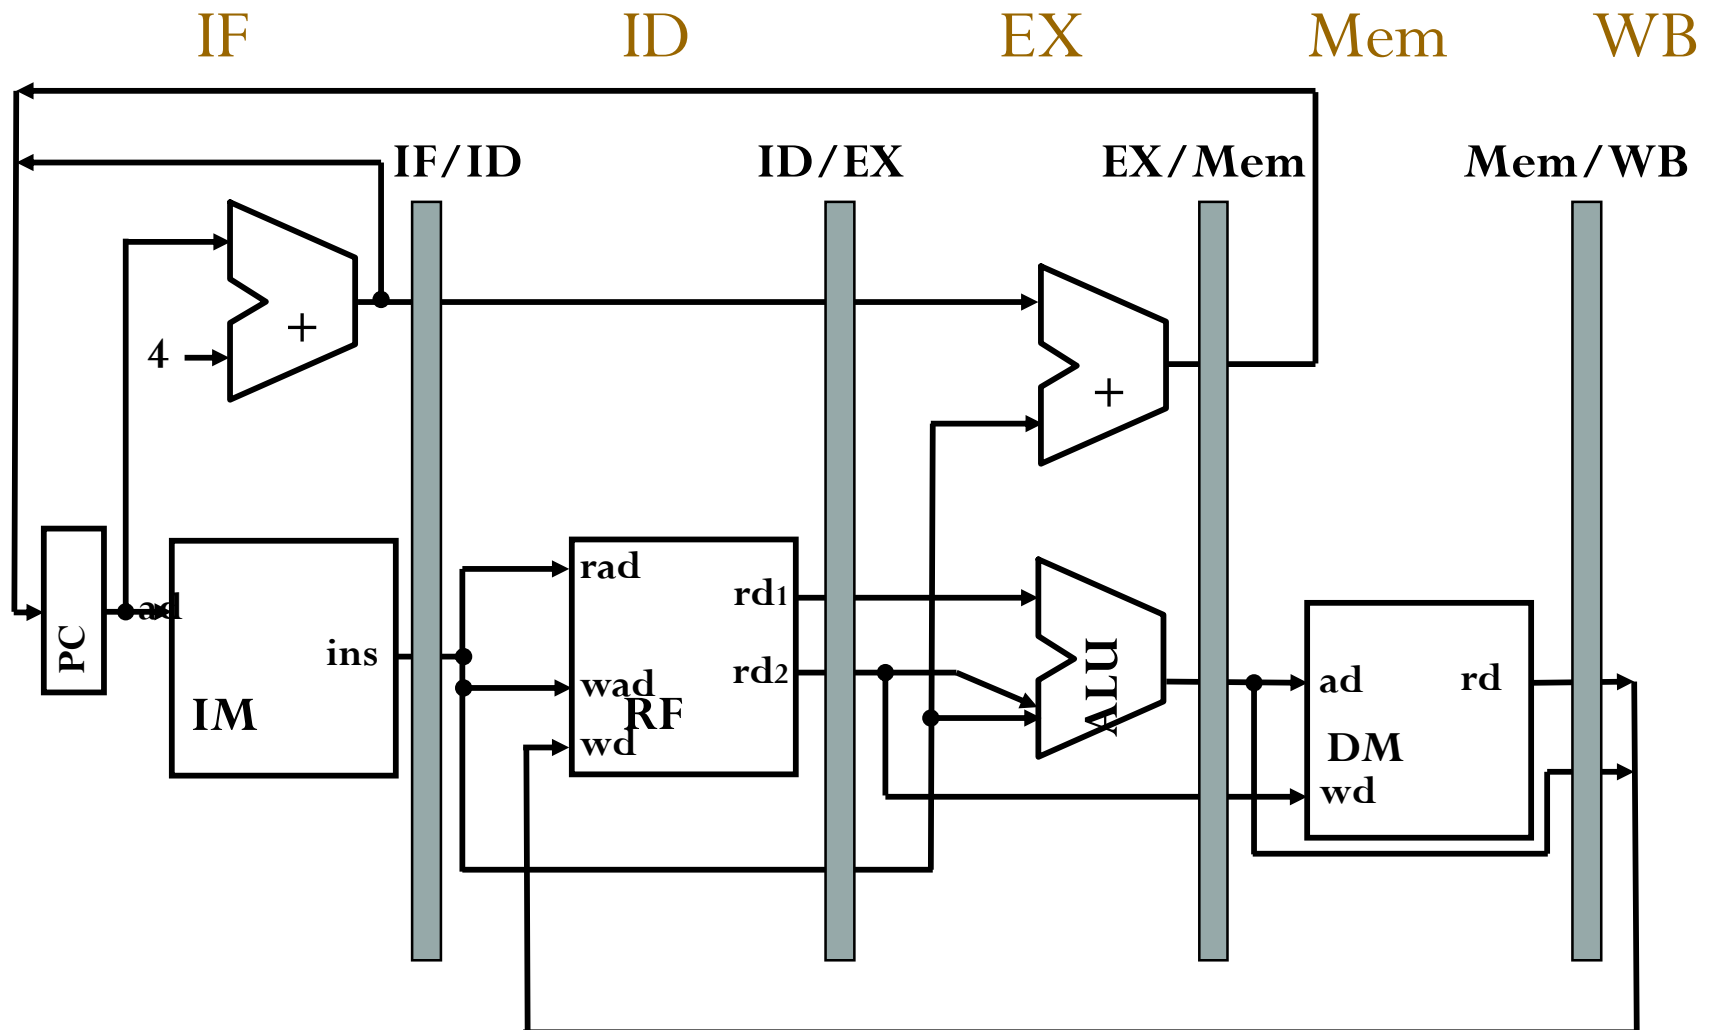 IF ID EX Mem WB
IF/ID ID/EX EX/Mem Mem/WB
+
4
+
PC
ad
ins
IM
rad
rd1
rd2
wad
RF
wd
ALU
ad
rd
DM
wd